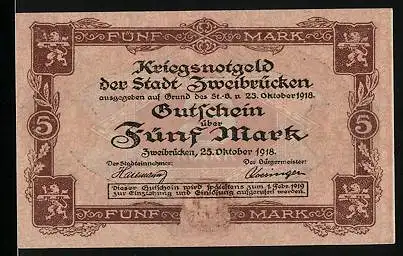 FÜNF MARK
Kriegsnotgeld
der Stadt Zweibrücken
ausgegeben auf Grund des St.-B. v. 23. Oktober 1918.
Gutschein
über
5 Fünf Mark 5
Zweibrücken, 25. Oktober 1918.
Der Stadteinnehmer: Der Bürgermeister:
Dieser Gutschein wird spätestens zum 1. Febr. 1919
zur Einziehung und Einlösung aufgerufen werden.
FÜNF MARK